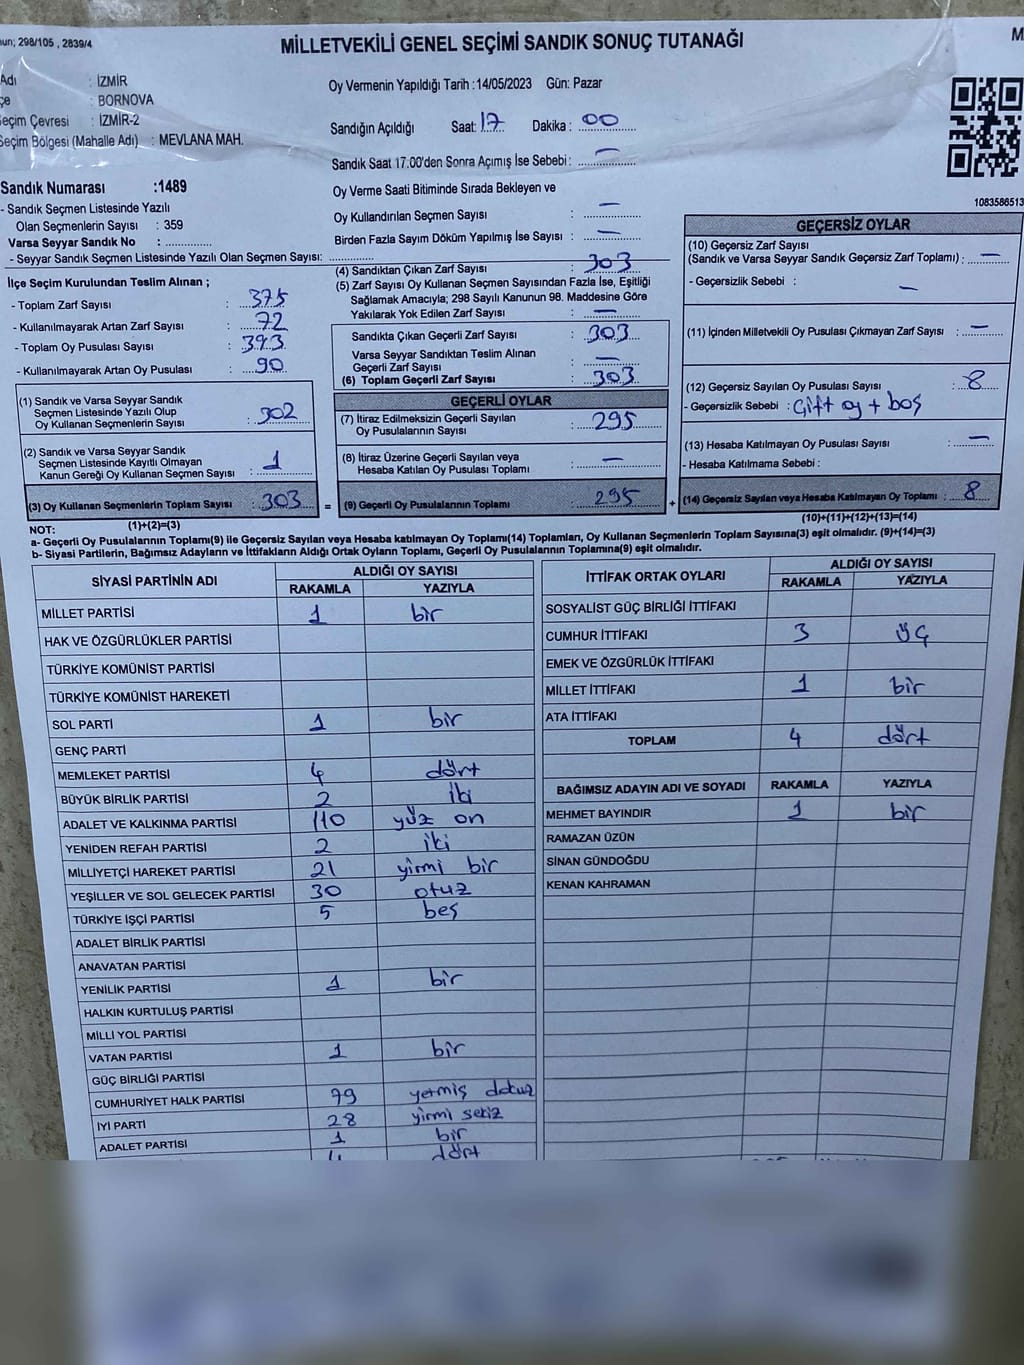 298/105 , 2839/4
MİLLETVEKİLİ GENEL SEÇİMİ SANDIK SONUÇ TUTANAĞI
Adı : İZMİR
: BORNOVA
Seçim Çevresi : İZMİR-2
Seçim Bölgesi (Mahalle Adı) : MEVLANA MAH.
Oy Vermenin Yapıldığı Tarih :14/05/2023 Gün: Pazar
Sandığın Açıldığı Saat: 17 Dakika : 00
Sandık Saat 17.00'den Sonra Açımış İse Sebebi : —
Sandık Numarası :1489
- Sandık Seçmen Listesinde Yazılı
Olan Seçmenlerin Sayısı : 359
Varsa Seyyar Sandık No : ..............
- Seyyar Sandık Seçmen Listesinde Yazılı Olan Seçmen Sayısı: ..............
Oy Verme Saati Bitiminde Sırada Bekleyen ve
Oy Kullandırılan Seçmen Sayısı : —
Birden Fazla Sayım Döküm Yapılmış İse Sayısı : —
1083586513
İlçe Seçim Kurulundan Teslim Alınan ;
- Toplam Zarf Sayısı : 375
- Kullanılmayarak Artan Zarf Sayısı : 72
- Toplam Oy Pusulası Sayısı : 393
- Kullanılmayarak Artan Oy Pusulası : 90
(1) Sandık ve Varsa Seyyar Sandık
Seçmen Listesinde Yazılı Olup
Oy Kullanan Seçmenlerin Sayısı : 302
(2) Sandık ve Varsa Seyyar Sandık
Seçmen Listesinde Kayıtlı Olmayan
Kanun Gereği Oy Kullanan Seçmen Sayısı : 1
(3) Oy Kullanan Seçmenlerin Toplam Sayısı : 303 =
(1)+(2)=(3)
(4) Sandıktan Çıkan Zarf Sayısı : 303
(5) Zarf Sayısı Oy Kullanan Seçmen Sayısından Fazla İse, Eşitliği
Sağlamak Amacıyla; 298 Sayılı Kanunun 98. Maddesine Göre
Yakılarak Yok Edilen Zarf Sayısı : —
Sandıkta Çıkan Geçerli Zarf Sayısı : 303
Varsa Seyyar Sandıktan Teslim Alınan
Geçerli Zarf Sayısı : —
(6) Toplam Geçerli Zarf Sayısı : 303
GEÇERLİ OYLAR
(7) İtiraz Edilmeksizin Geçerli Sayılan
Oy Pusulalarının Sayısı : 295
(8) İtiraz Üzerine Geçerli Sayılan veya
Hesaba Katılan Oy Pusulası Toplamı : —
(9) Geçerli Oy Pusulalarının Toplamı : 295 +
GEÇERSİZ OYLAR
(10) Geçersiz Zarf Sayısı
(Sandık ve Varsa Seyyar Sandık Geçersiz Zarf Toplamı) : —
- Geçersizlik Sebebi : —
(11) İçinden Milletvekili Oy Pusulası Çıkmayan Zarf Sayısı : —
(12) Geçersiz Sayılan Oy Pusulası Sayısı : 8
- Geçersizlik Sebebi : Çift oy + boş
(13) Hesaba Katılmayan Oy Pusulası Sayısı : —
- Hesaba Katılmama Sebebi :
(14) Geçersiz Sayılan veya Hesaba Katılmayan Oy Toplamı : 8
(10)+(11)+(12)+(13)=(14)
NOT:
a- Geçerli Oy Pusulalarının Toplamı(9) ile Geçersiz Sayılan veya Hesaba katılmayan Oy Toplamı(14) Toplamları, Oy Kullanan Seçmenlerin Toplam Sayısına(3) eşit olmalıdır. (9)+(14)=(3)
b- Siyasi Partilerin, Bağımsız Adayların ve İttifakların Aldığı Ortak Oyların Toplamı, Geçerli Oy Pusulalarının Toplamına(9) eşit olmalıdır.
SİYASİ PARTİNİN ADI ALDIĞI OY SAYISI
RAKAMLA YAZIYLA
MİLLET PARTİSİ 1 bir
HAK VE ÖZGÜRLÜKLER PARTİSİ
TÜRKİYE KOMÜNİST PARTİSİ
TÜRKİYE KOMÜNİST HAREKETİ
SOL PARTİ 1 bir
GENÇ PARTİ
MEMLEKET PARTİSİ 4 dört
BÜYÜK BİRLİK PARTİSİ 2 iki
ADALET VE KALKINMA PARTİSİ 110 yüz on
YENİDEN REFAH PARTİSİ 2 iki
MİLLİYETÇİ HAREKET PARTİSİ 21 yirmi bir
YEŞİLLER VE SOL GELECEK PARTİSİ 30 otuz
TÜRKİYE İŞÇİ PARTİSİ 5 beş
ADALET BİRLİK PARTİSİ
ANAVATAN PARTİSİ
YENİLİK PARTİSİ 1 bir
HALKIN KURTULUŞ PARTİSİ
MİLLİ YOL PARTİSİ
VATAN PARTİSİ 1 bir
GÜÇ BİRLİĞİ PARTİSİ
CUMHURİYET HALK PARTİSİ 79 yetmiş dokuz
İYİ PARTİ 28 yirmi sekiz
ADALET PARTİSİ 1 bir
4 dört
İTTİFAK ORTAK OYLARI ALDIĞI OY SAYISI
RAKAMLA YAZIYLA
SOSYALİST GÜÇ BİRLİĞİ İTTİFAKI
CUMHUR İTTİFAKI 3 üç
EMEK VE ÖZGÜRLÜK İTTİFAKI
MİLLET İTTİFAKI 1 bir
ATA İTTİFAKI
TOPLAM 4 dört
BAĞIMSIZ ADAYIN ADI VE SOYADI RAKAMLA YAZIYLA
MEHMET BAYINDIR 1 bir
RAMAZAN ÜZÜN
SİNAN GÜNDOĞDU
KENAN KAHRAMAN